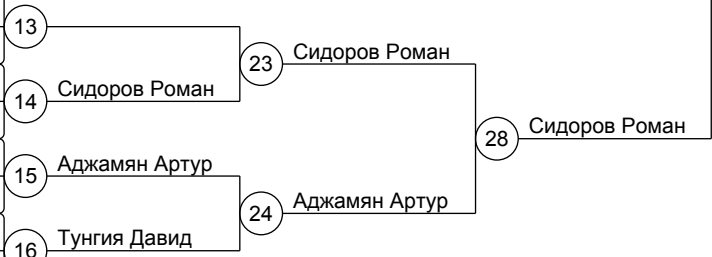 13
23 Сидоров Роман
14 Сидоров Роман
28 Сидоров Роман
15 Аджамян Артур
24 Аджамян Артур
16 Тунгия Давид